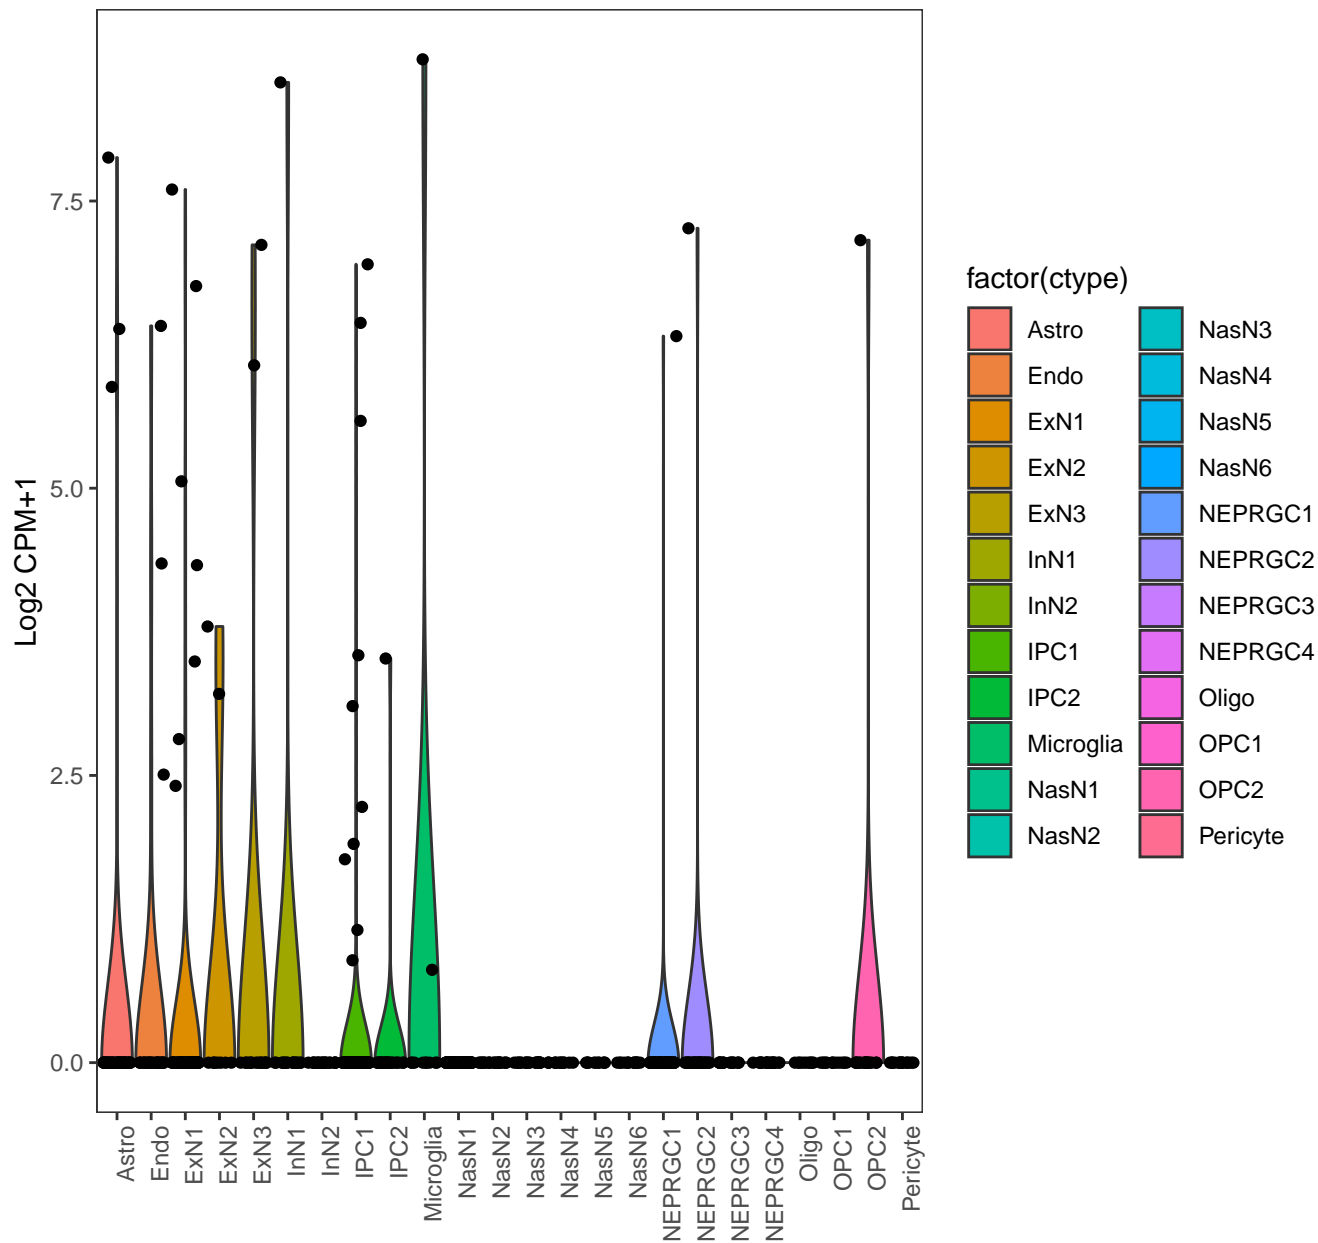 Log2 CPM+1
7.5
5.0
2.5
0.0
Astro
Endo
ExN1
ExN2
ExN3
InN1
InN2
IPC1
IPC2
Microglia
NasN1
NasN2
NasN3
NasN4
NasN5
NasN6
NEPRGC1
NEPRGC2
NEPRGC3
NEPRGC4
Oligo
OPC1
OPC2
Pericyte
factor(ctype)
Astro
Endo
ExN1
ExN2
ExN3
InN1
InN2
IPC1
IPC2
Microglia
NasN1
NasN2
NasN3
NasN4
NasN5
NasN6
NEPRGC1
NEPRGC2
NEPRGC3
NEPRGC4
Oligo
OPC1
OPC2
Pericyte